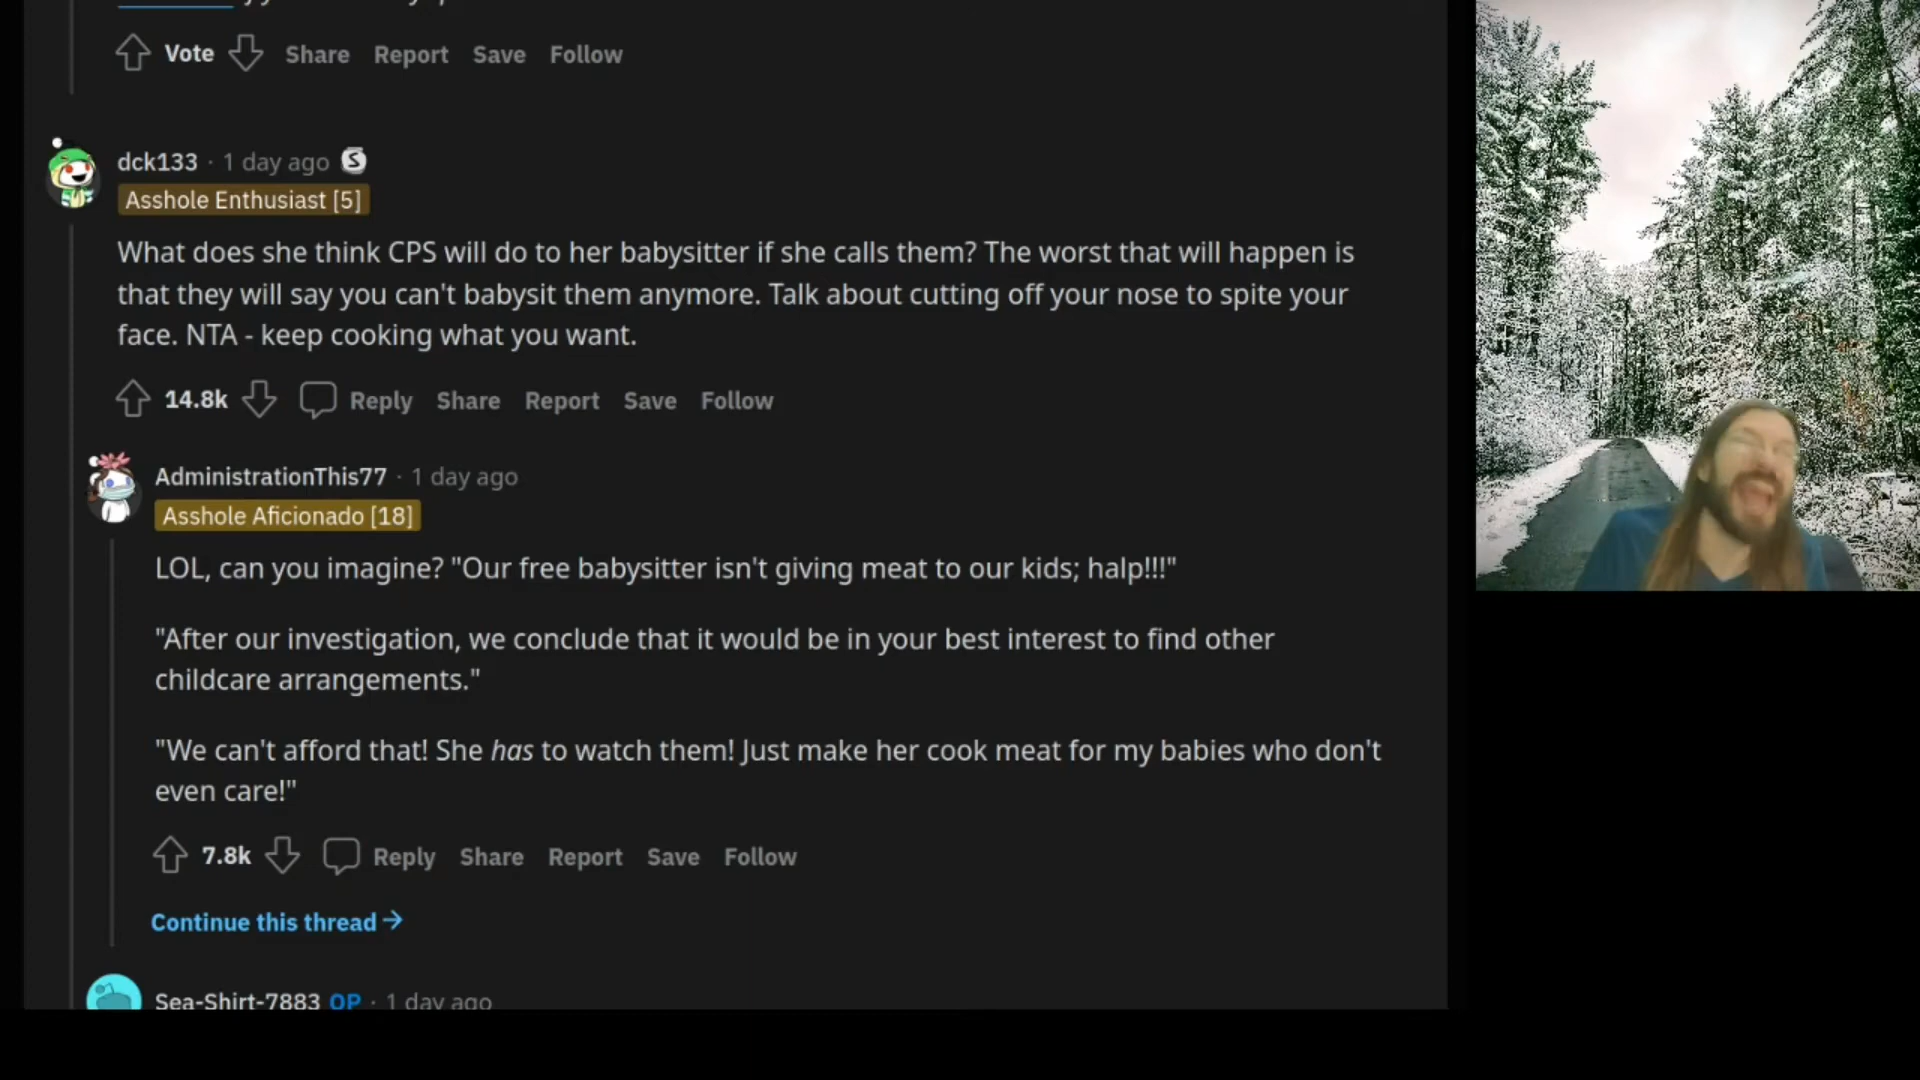 Vote Share Report Save Follow
dck133 · 1 day ago S
Asshole Enthusiast [5]
What does she think CPS will do to her babysitter if she calls them? The worst that will happen is
that they will say you can't babysit them anymore. Talk about cutting off your nose to spite your
face. NTA - keep cooking what you want.
14.8k Reply Share Report Save Follow
AdministrationThis77 · 1 day ago
Asshole Aficionado [18]
LOL, can you imagine? "Our free babysitter isn't giving meat to our kids; halp!!!"
"After our investigation, we conclude that it would be in your best interest to find other
childcare arrangements."
"We can't afford that! She has to watch them! Just make her cook meat for my babies who don't
even care!"
7.8k Reply Share Report Save Follow
Continue this thread →
Sea-Shirt-7883 OP · 1 day ago